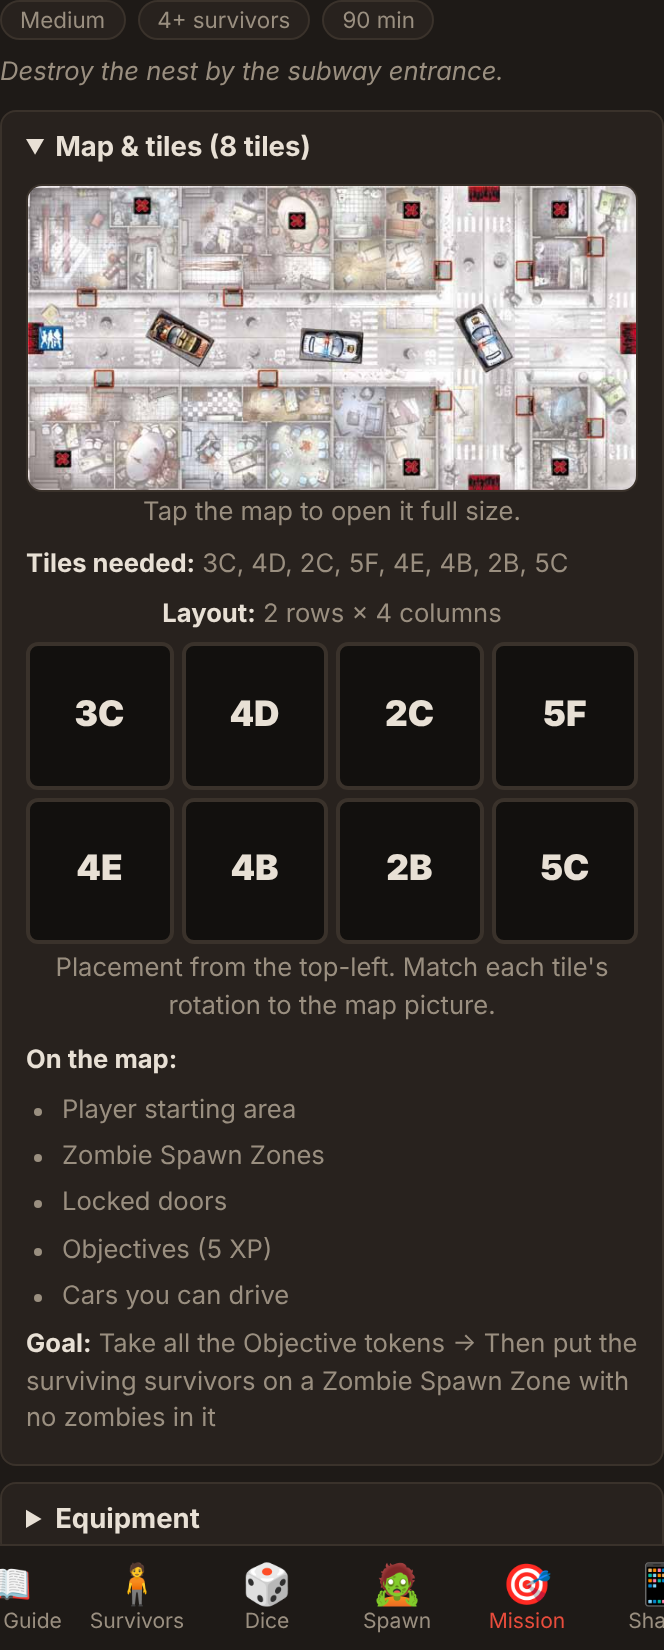 Medium
4+ survivors
90 min
Destroy the nest by the subway entrance.
▼ Map & tiles (8 tiles)
Tap the map to open it full size.
Tiles needed: 3C, 4D, 2C, 5F, 4E, 4B, 2B, 5C
Layout: 2 rows × 4 columns
3C
4D
2C
5F
4E
4B
2B
5C
Placement from the top-left. Match each tile's
rotation to the map picture.
On the map:
• Player starting area
• Zombie Spawn Zones
• Locked doors
• Objectives (5 XP)
• Cars you can drive
Goal: Take all the Objective tokens → Then put the
surviving survivors on a Zombie Spawn Zone with
no zombies in it
▶ Equipment
Guide
Survivors
Dice
Spawn
Mission
Sha